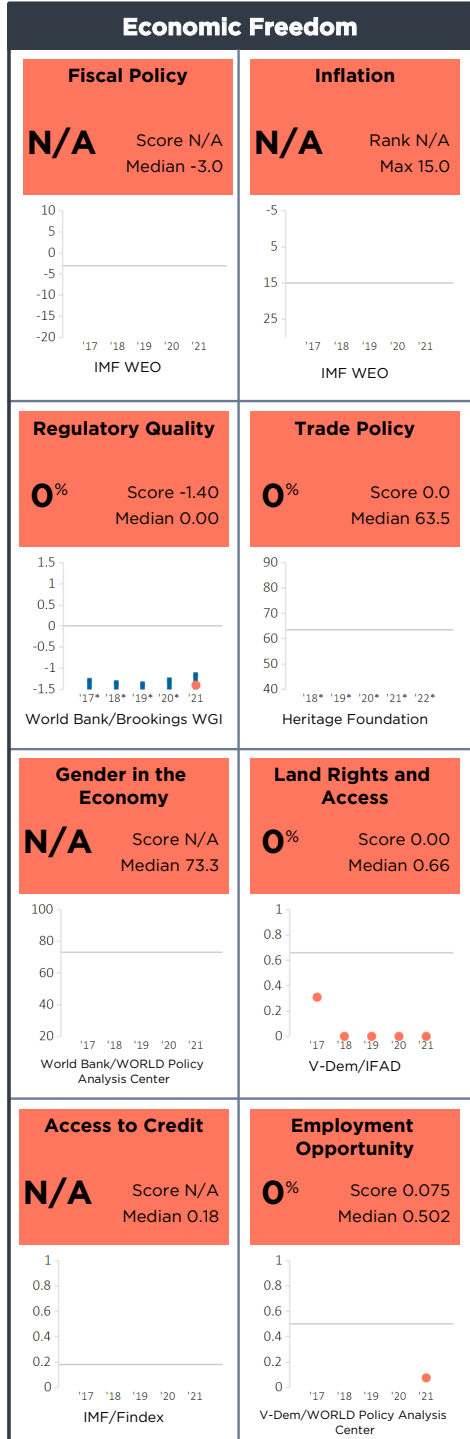 Economic Freedom
Fiscal Policy
N/A
Score N/A
Median -3.0
10
5
0
-5
-10
-15
-20
'17 '18 '19 '20 '21
IMF WEO
Inflation
N/A
Rank N/A
Max 15.0
-5
5
15
25
'17 '18 '19 '20 '21
IMF WEO
Regulatory Quality
0%
Score -1.40
Median 0.00
1.5
1
0.5
0
-0.5
-1
-1.5
'17* '18* '19* '20* '21
World Bank/Brookings WGI
Trade Policy
0%
Score 0.0
Median 63.5
90
80
70
60
50
40
'18* '19* '20* '21* '22*
Heritage Foundation
Gender in the
Economy
N/A
Score N/A
Median 73.3
100
80
60
40
20
'17 '18 '19 '20 '21
World Bank/WORLD Policy
Analysis Center
Land Rights and
Access
0%
Score 0.00
Median 0.66
1
0.8
0.6
0.4
0.2
0
'17 '18 '19 '20 '21
V-Dem/IFAD
Access to Credit
N/A
Score N/A
Median 0.18
1
0.8
0.6
0.4
0.2
0
'17 '18 '19 '20 '21
IMF/Findex
Employment
Opportunity
0%
Score 0.075
Median 0.502
1
0.8
0.6
0.4
0.2
0
'17 '18 '19 '20 '21
V-Dem/WORLD Policy Analysis
Center